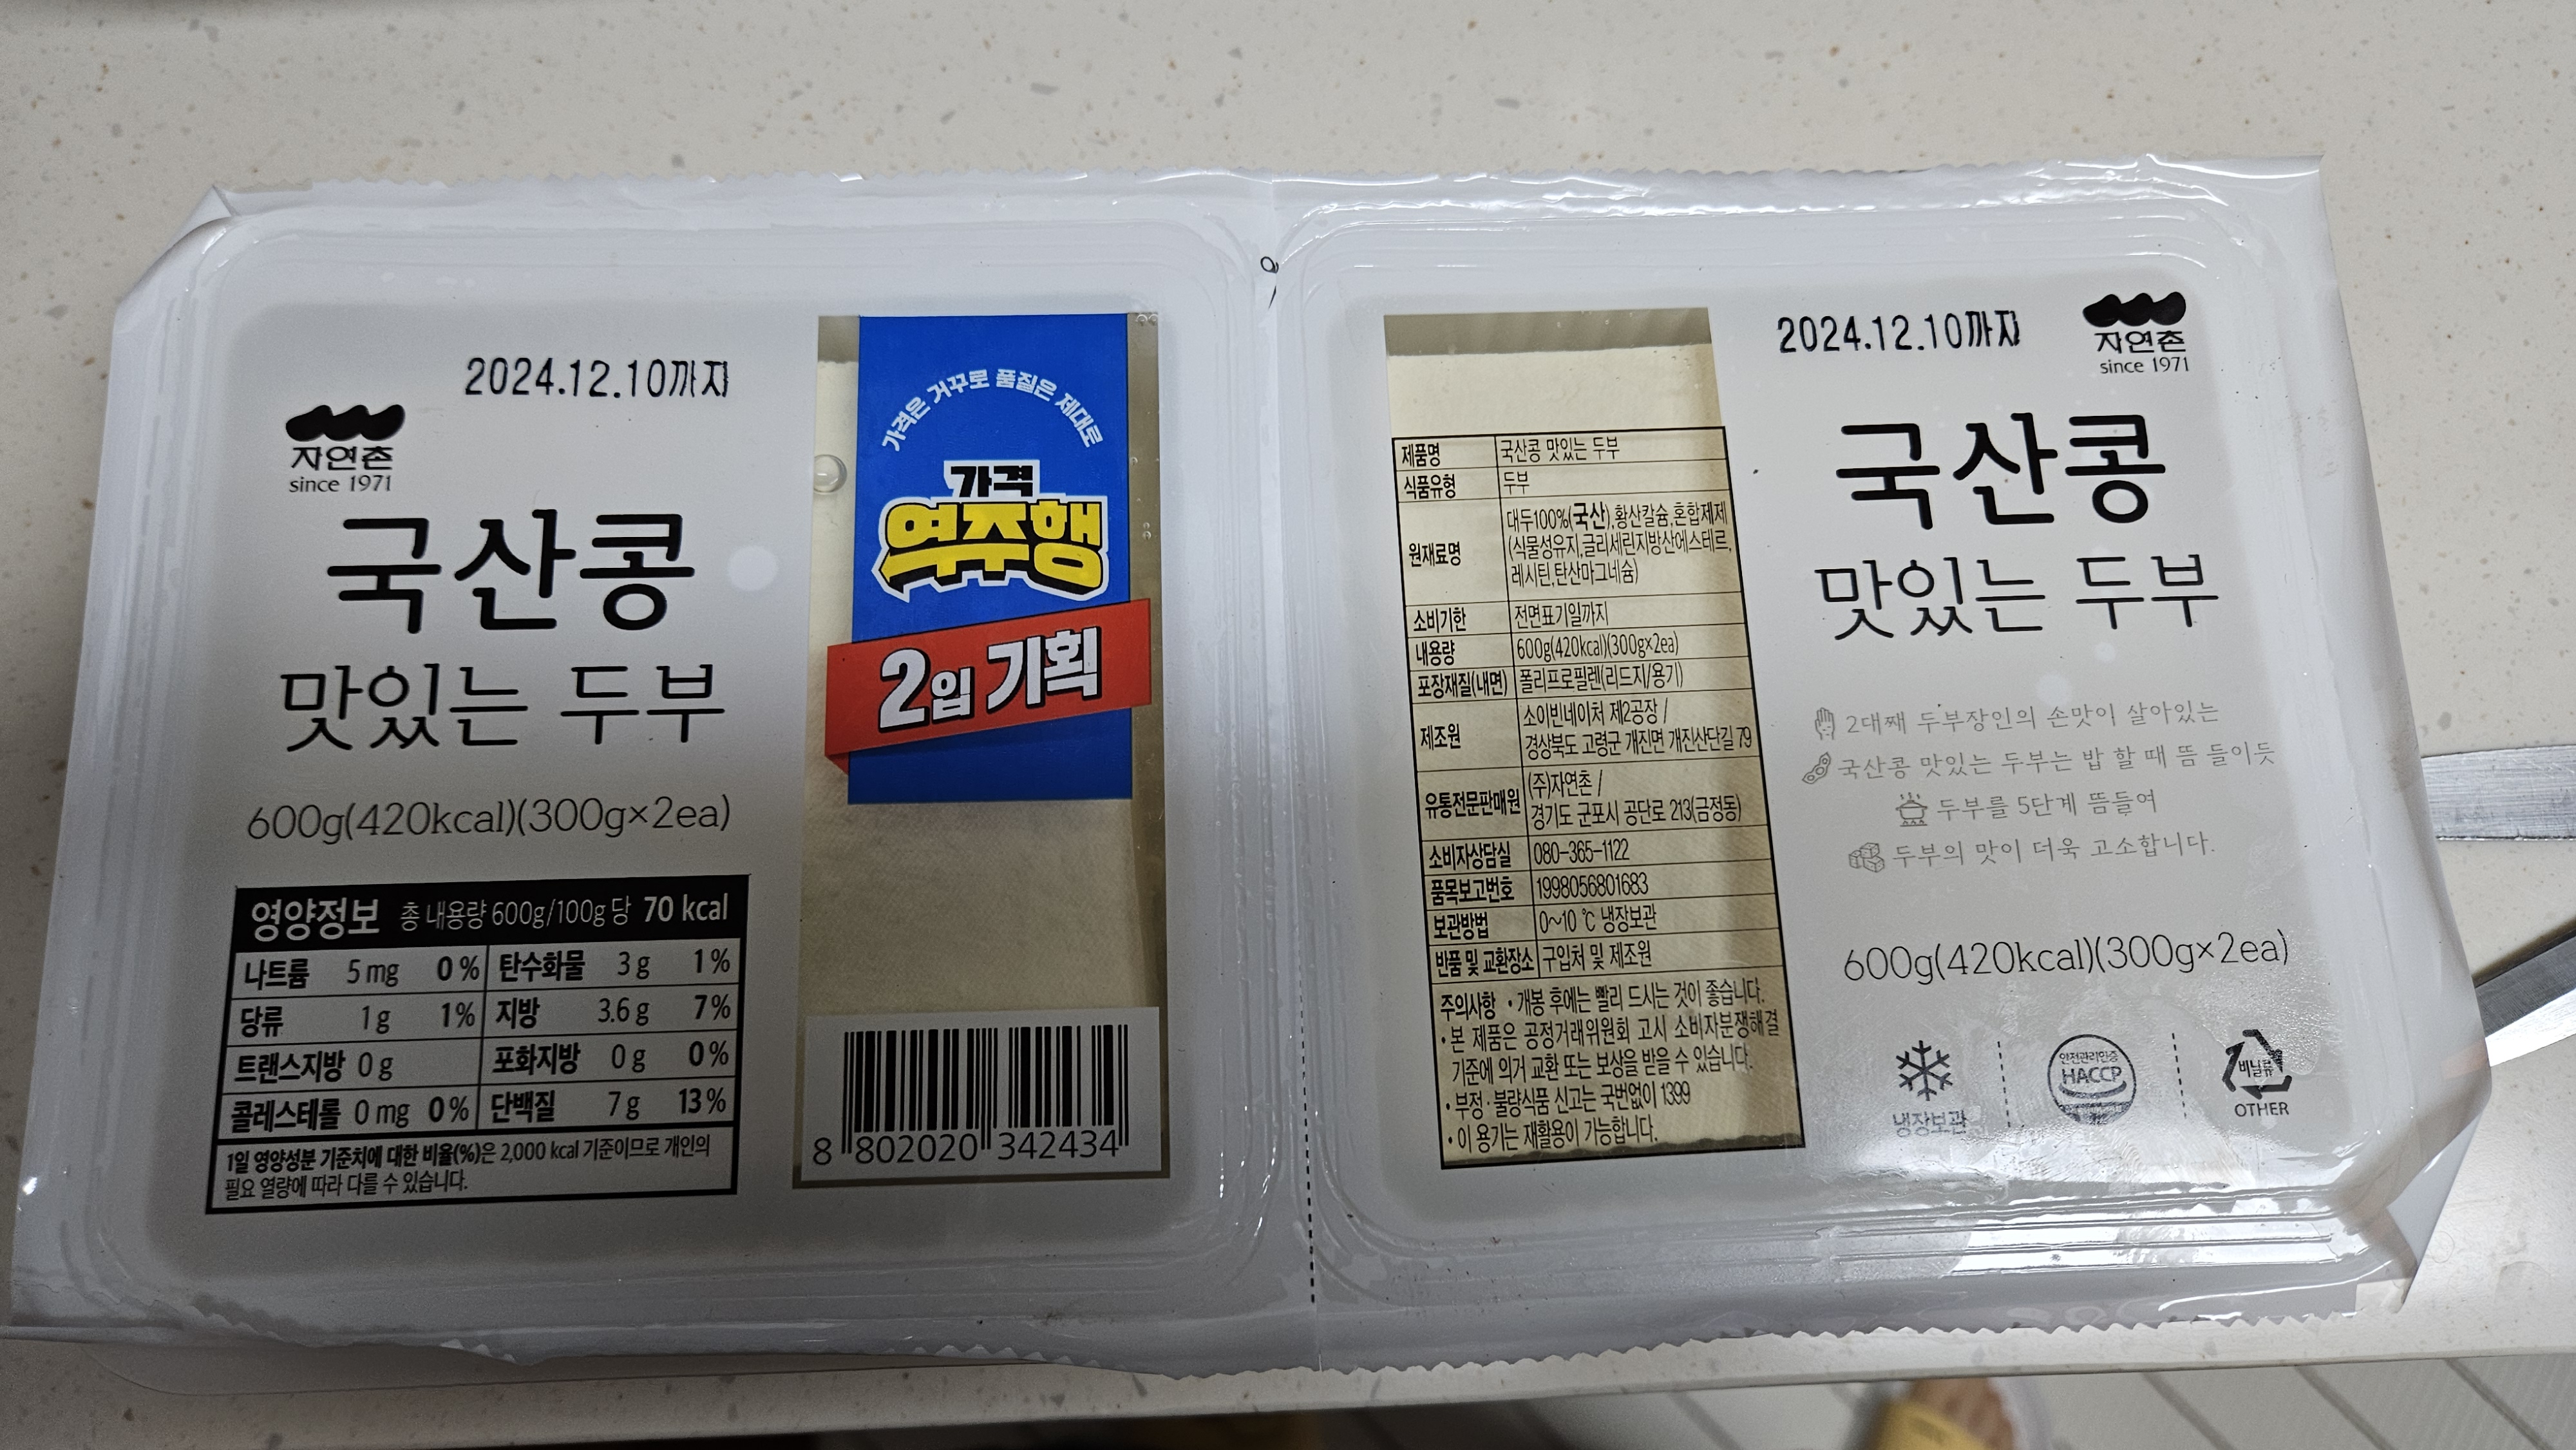 2024.12.10까지
자연촌
since 1971
국산콩
맛있는 두부
600g(420kcal)(300g×2ea)
영양정보 총 내용량 600g/100g 당 70 kcal
나트륨 5 mg 0 % 탄수화물 3 g 1 %
당류 1 g 1 % 지방 3.6 g 7 %
트랜스지방 0 g 포화지방 0 g 0 %
콜레스테롤 0 mg 0 % 단백질 7 g 13 %
1일 영양성분 기준치에 대한 비율(%)은 2,000 kcal 기준이므로 개인의
필요 열량에 따라 다를 수 있습니다.
가격은 거꾸로 품질은 제대로
가격
역주행
2입 기획
8 802020 342434
제품명 국산콩 맛있는 두부
식품유형 두부
원재료명 대두100%(국산),황산칼슘,혼합제제
(식물성유지,글리세린지방산에스테르,
레시틴,탄산마그네슘)
소비기한 전면표기일까지
내용량 600g(420kcal)(300g×2ea)
포장재질(내면) 폴리프로필렌(리드지/용기)
제조원 소이빈네이처 제2공장 /
경상북도 고령군 개진면 개진산단길 79
유통전문판매원 (주)자연촌 /
경기도 군포시 공단로 213(금정동)
소비자상담실 080-365-1122
품목보고번호 1998056801683
보관방법 0~10 ℃ 냉장보관
반품 및 교환장소 구입처 및 제조원
주의사항 • 개봉 후에는 빨리 드시는 것이 좋습니다.
• 본 제품은 공정거래위원회 고시 소비자분쟁해결
기준에 의거 교환 또는 보상을 받을 수 있습니다.
• 부정·불량식품 신고는 국번없이 1399
• 이 용기는 재활용이 가능합니다.
2024.12.10까지
자연촌
since 1971
국산콩
맛있는 두부
2대째 두부장인의 손맛이 살아있는
국산콩 맛있는 두부는 밥 할 때 뜸 들이듯
두부를 5단계 뜸들여
두부의 맛이 더욱 고소합니다.
600g(420kcal)(300g×2ea)
냉장보관
안전관리인증
HACCP
비닐류
OTHER